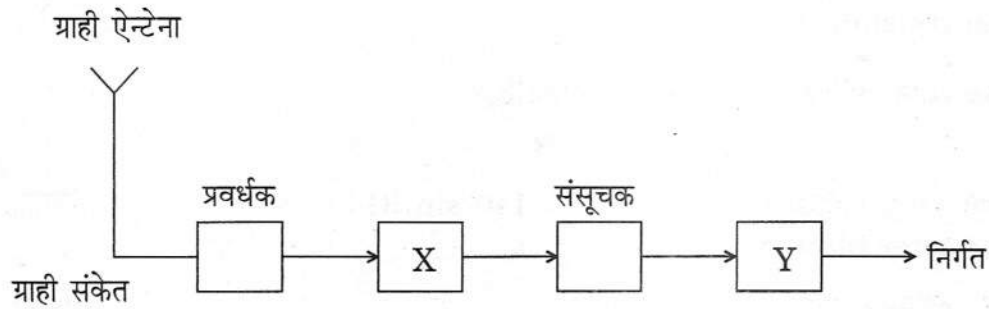 ग्राही ऐन्टेना
प्रवर्धक
संसूचक
X
Y
निर्गत
ग्राही संकेत